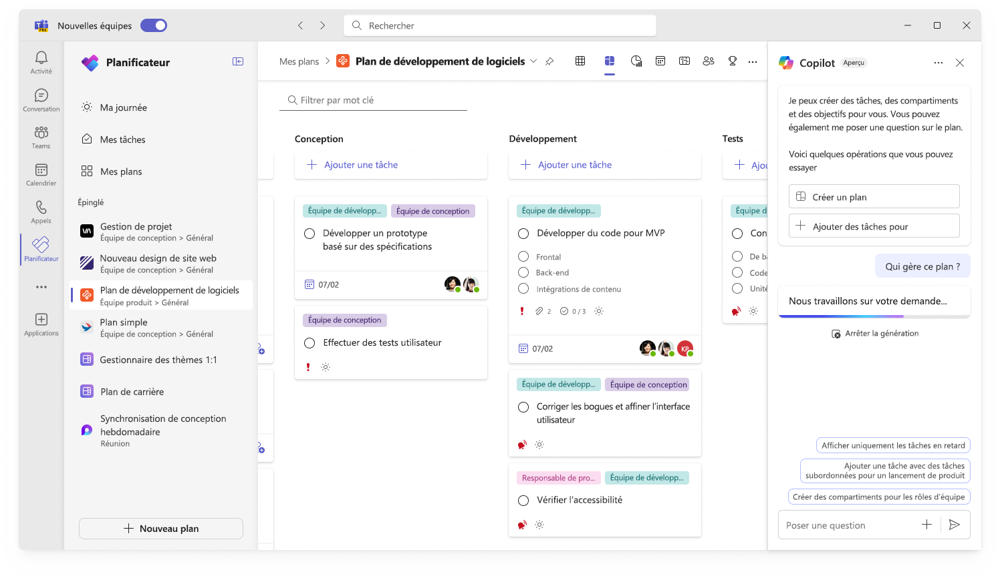 Nouvelles équipes
Rechercher
PRE
Activité
Conversation
Teams
Calendrier
Appels
Planificateur
Applications
Planificateur
Ma journée
Mes tâches
Mes plans
Épinglé
Gestion de projet
Équipe de conception > Général
Nouveau design de site web
Équipe de conception > Général
Plan de développement de logiciels
Équipe produit > Général
Plan simple
Équipe de conception > Général
Gestionnaire des thèmes 1:1
Plan de carrière
Synchronisation de conception
hebdomadaire
Réunion
Nouveau plan
Mes plans > Plan de développement de logiciels
Filtrer par mot clé
Conception
Ajouter une tâche
Équipe de développ... Équipe de conception
Développer un prototype
basé sur des spécifications
07/02
Équipe de conception
Effectuer des tests utilisateur
Développement
Ajouter une tâche
Équipe de développ...
Développer du code pour MVP
Frontal
Back-end
Intégrations de contenu
2 0 / 3
07/02
KP
Équipe de développ... Équipe de conception
Corriger les bogues et affiner l'interface
utilisateur
Responsable de pro... Équipe de développ...
Vérifier l'accessibilité
Tests
Ajou
Équipe d
Con
De b
Code
Unité
Copilot Aperçu
Je peux créer des tâches, des compartiments
et des objectifs pour vous. Vous pouvez
également me poser une question sur le plan.
Voici quelques opérations que vous pouvez
essayer
Créer un plan
Ajouter des tâches pour
Qui gère ce plan ?
Nous travaillons sur votre demande...
Arrêter la génération
Afficher uniquement les tâches en retard
Ajouter une tâche avec des tâches
subordonnées pour un lancement de produit
Créer des compartiments pour les rôles d'équipe
Poser une question